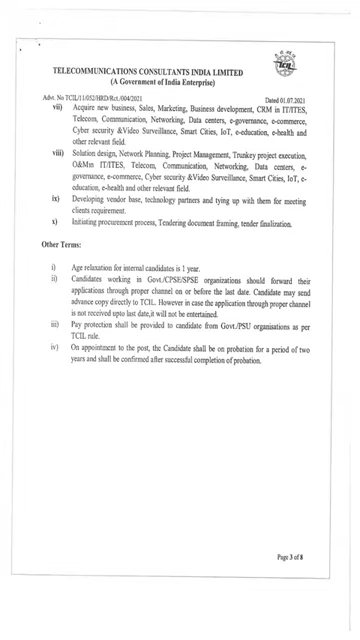 TCIL
TELECOMMUNICATIONS CONSULTANTS INDIA LIMITED
(A Government of India Enterprise)
Advt. No TCIL/11/052/HRD/Rct./004/2021 Dated 01.07.2021
vii) Acquire new business, Sales, Marketing, Business development, CRM in IT/ITES,
Telecom, Communication, Networking, Data centers, e-governance, e-commerce,
Cyber security &Video Surveillance, Smart Cities, IoT, e-education, e-health and
other relevant field.
viii) Solution design, Network Planning, Project Management, Trunkey project execution,
O&M in IT/ITES, Telecom, Communication, Networking, Data centers, e-
governance, e-commerce, Cyber security &Video Surveillance, Smart Cities, IoT, e-
education, e-health and other relevant field.
ix) Developing vendor base, technology partners and tying up with them for meeting
clients requirement.
x) Initiating procurement process, Tendering document framing, tender finalization.
Other Terms:
i) Age relaxation for internal candidates is 1 year.
ii) Candidates working in Govt./CPSE/SPSE organizations should forward their
applications through proper channel on or before the last date. Candidate may send
advance copy directly to TCIL. However in case the application through proper channel
is not received upto last date,it will not be entertained.
iii) Pay protection shall be provided to candidate from Govt./PSU organisations as per
TCIL rule.
iv) On appointment to the post, the Candidate shall be on probation for a period of two
years and shall be confirmed after successful completion of probation.
Page 3 of 8